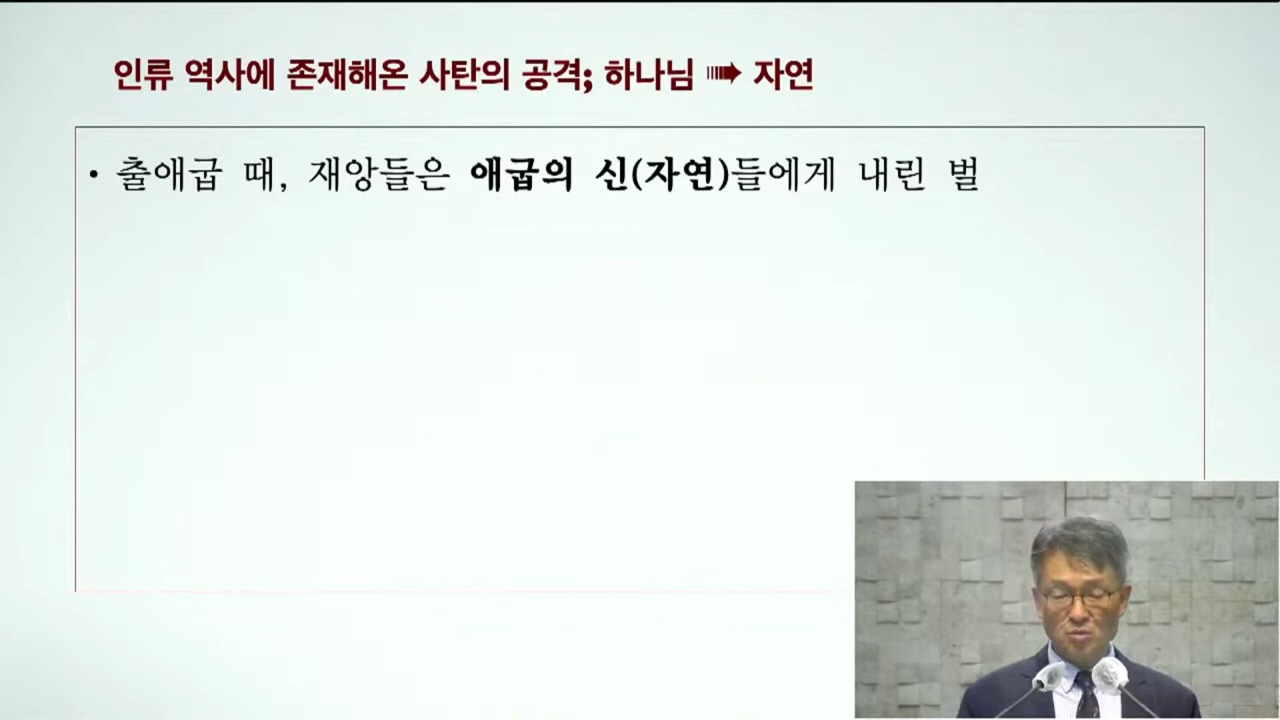 인류 역사에 존재해온 사탄의 공격; 하나님 ➠ 자연
• 출애굽 때, 재앙들은 애굽의 신(자연)들에게 내린 벌